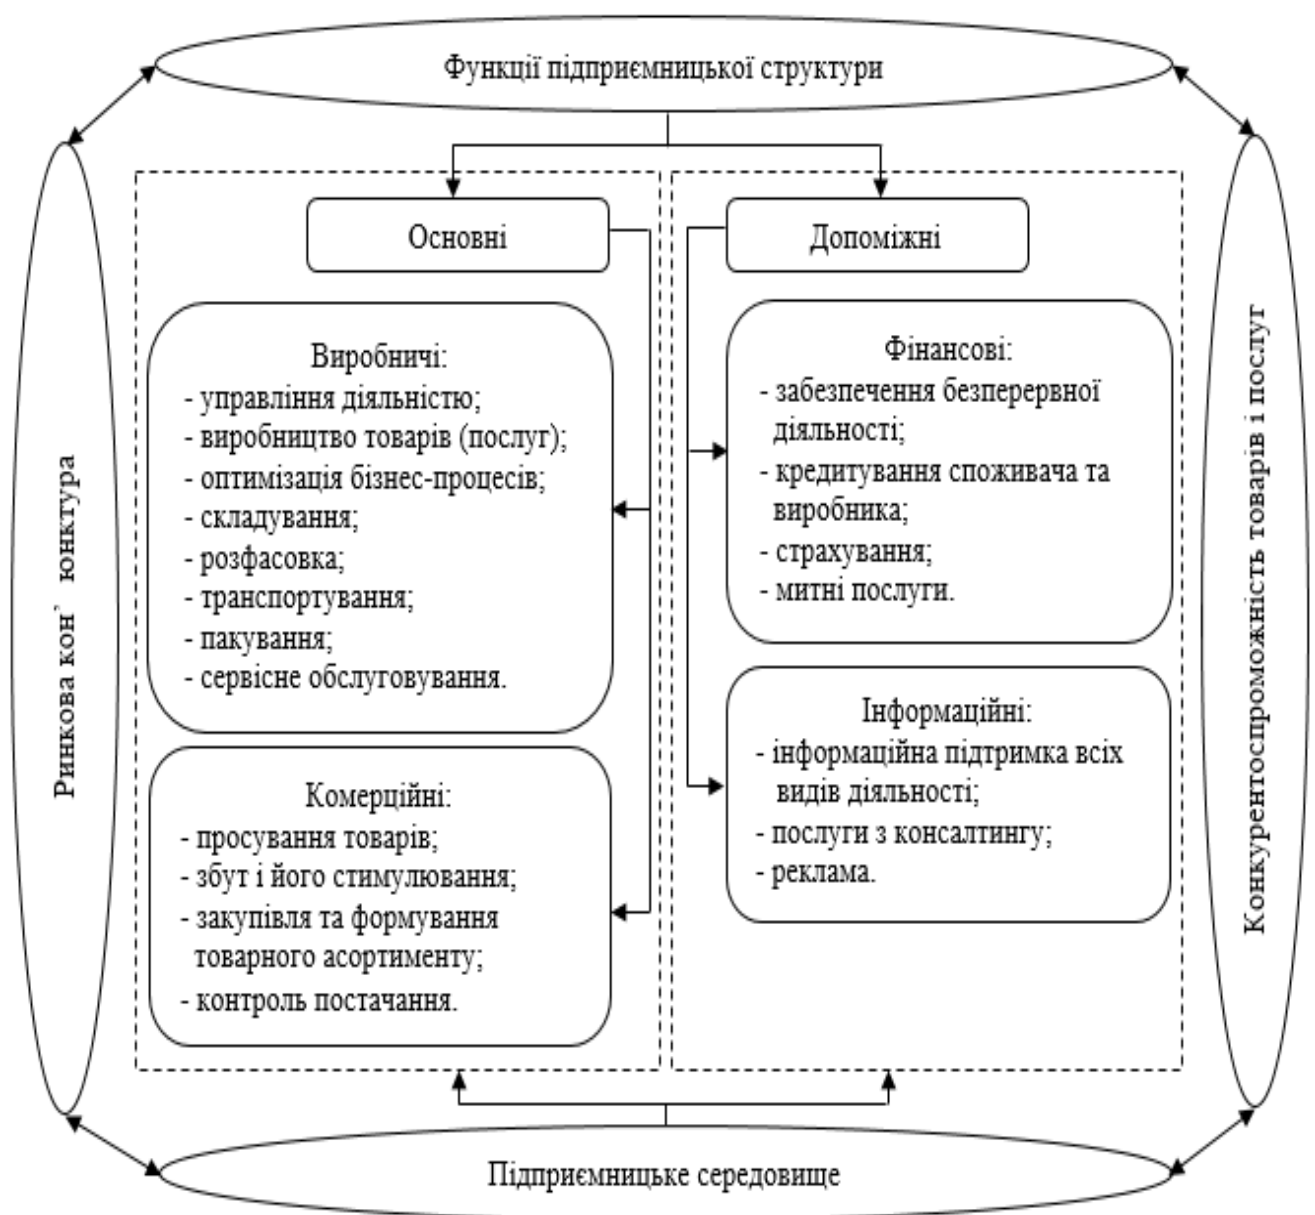 Функції підприємницької структури
Основні
Допоміжні
Виробничі:
- управління діяльністю;
- виробництво товарів (послуг);
- оптимізація бізнес-процесів;
- складування;
- розфасовка;
- транспортування;
- пакування;
- сервісне обслуговування.
Комерційні:
- просування товарів;
- збут і його стимулювання;
- закупівля та формування
товарного асортименту;
- контроль постачання.
Фінансові:
- забезпечення безперервної
діяльності;
- кредитування споживача та
виробника;
- страхування;
- митні послуги.
Інформаційні:
- інформаційна підтримка всіх
видів діяльності;
- послуги з консалтингу;
- реклама.
Ринкова кон` юнктура
Конкурентоспроможність товарів і послуг
Підприємницьке середовище